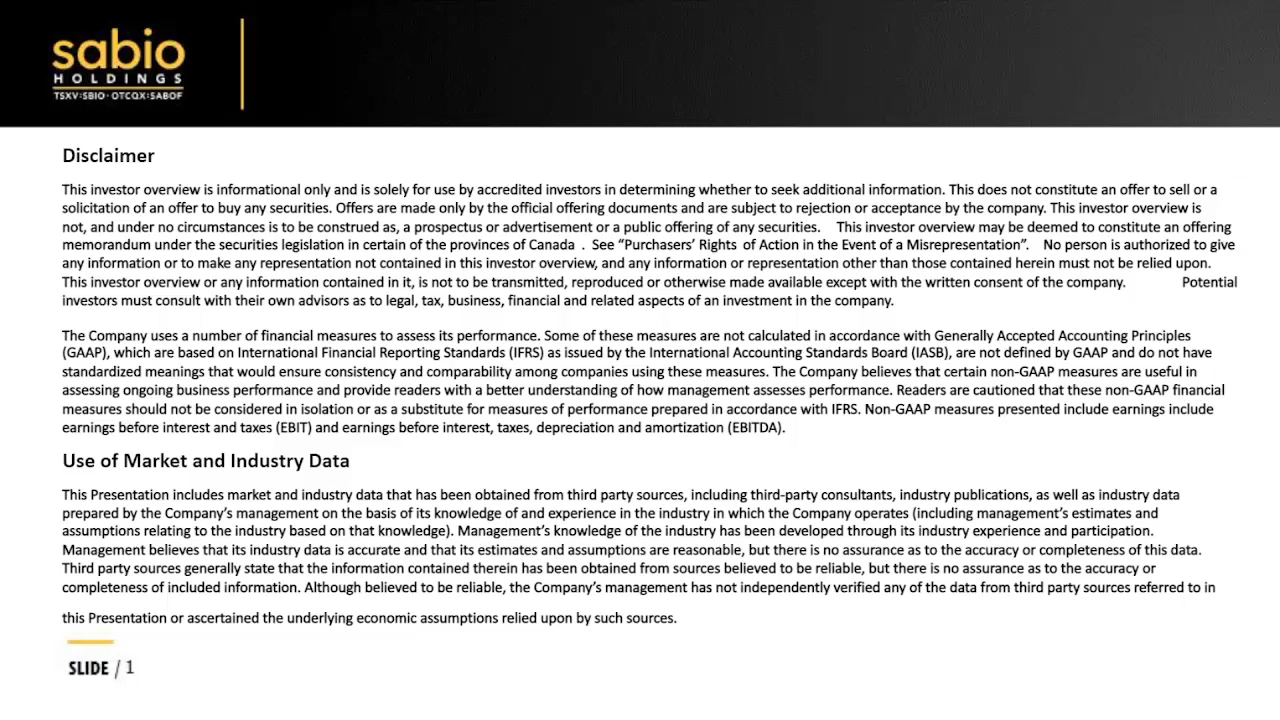 sabio
HOLDINGS
TSXV:SBIO·OTCQX:SABOF
Disclaimer
This investor overview is informational only and is solely for use by accredited investors in determining whether to seek additional information. This does not constitute an offer to sell or a
solicitation of an offer to buy any securities. Offers are made only by the official offering documents and are subject to rejection or acceptance by the company. This investor overview is
not, and under no circumstances is to be construed as, a prospectus or advertisement or a public offering of any securities. This investor overview may be deemed to constitute an offering
memorandum under the securities legislation in certain of the provinces of Canada . See “Purchasers’ Rights of Action in the Event of a Misrepresentation”. No person is authorized to give
any information or to make any representation not contained in this investor overview, and any information or representation other than those contained herein must not be relied upon.
This investor overview or any information contained in it, is not to be transmitted, reproduced or otherwise made available except with the written consent of the company. Potential
investors must consult with their own advisors as to legal, tax, business, financial and related aspects of an investment in the company.
The Company uses a number of financial measures to assess its performance. Some of these measures are not calculated in accordance with Generally Accepted Accounting Principles
(GAAP), which are based on International Financial Reporting Standards (IFRS) as issued by the International Accounting Standards Board (IASB), are not defined by GAAP and do not have
standardized meanings that would ensure consistency and comparability among companies using these measures. The Company believes that certain non-GAAP measures are useful in
assessing ongoing business performance and provide readers with a better understanding of how management assesses performance. Readers are cautioned that these non-GAAP financial
measures should not be considered in isolation or as a substitute for measures of performance prepared in accordance with IFRS. Non-GAAP measures presented include earnings include
earnings before interest and taxes (EBIT) and earnings before interest, taxes, depreciation and amortization (EBITDA).
Use of Market and Industry Data
This Presentation includes market and industry data that has been obtained from third party sources, including third-party consultants, industry publications, as well as industry data
prepared by the Company’s management on the basis of its knowledge of and experience in the industry in which the Company operates (including management’s estimates and
assumptions relating to the industry based on that knowledge). Management’s knowledge of the industry has been developed through its industry experience and participation.
Management believes that its industry data is accurate and that its estimates and assumptions are reasonable, but there is no assurance as to the accuracy or completeness of this data.
Third party sources generally state that the information contained therein has been obtained from sources believed to be reliable, but there is no assurance as to the accuracy or
completeness of included information. Although believed to be reliable, the Company’s management has not independently verified any of the data from third party sources referred to in
this Presentation or ascertained the underlying economic assumptions relied upon by such sources.
SLIDE / 1